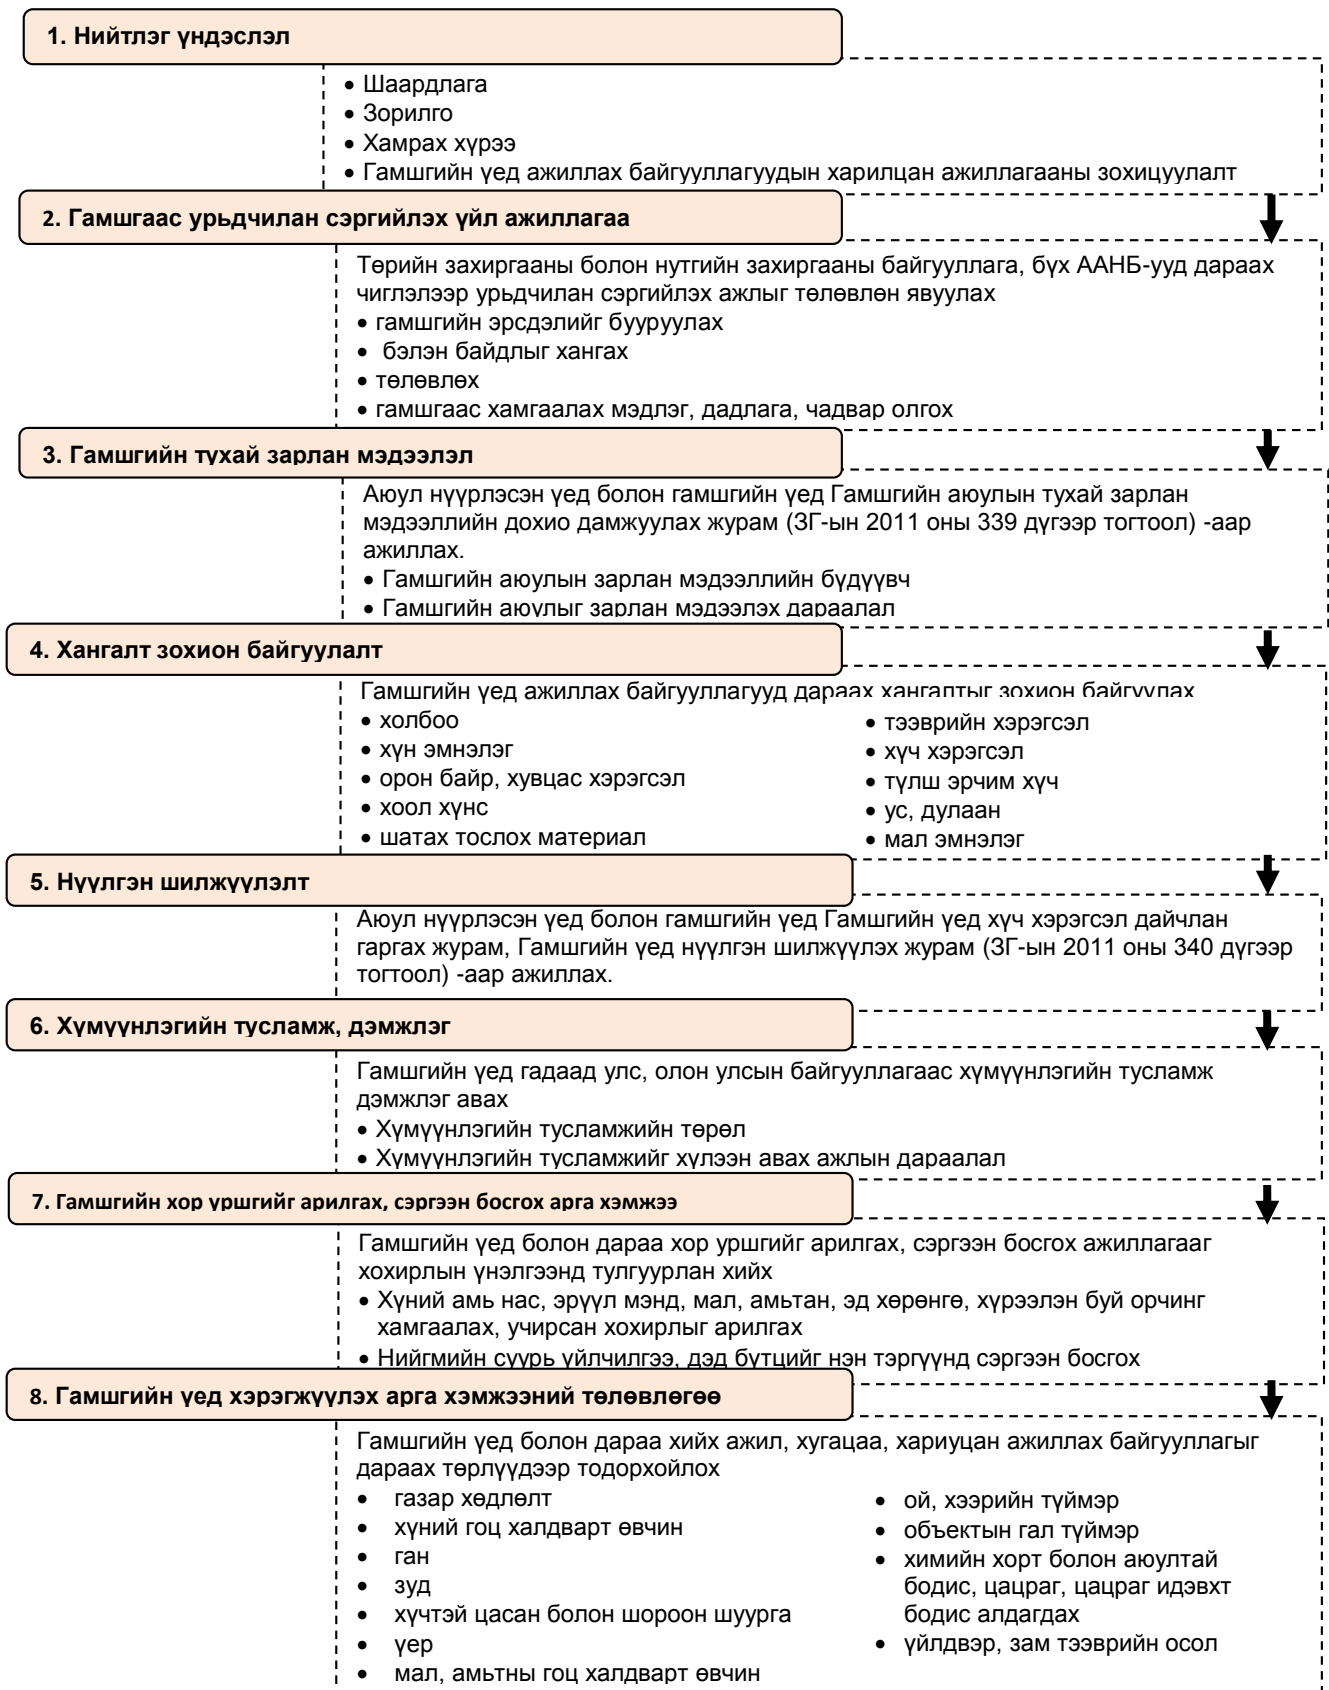 1. Нийтлэг үндэслэл
• Шаардлага
• Зорилго
• Хамрах хүрээ
• Гамшгийн үед ажиллах байгууллагуудын харилцан ажиллагааны зохицуулалт
2. Гамшгаас урьдчилан сэргийлэх үйл ажиллагаа
Төрийн захиргааны болон нутгийн захиргааны байгууллага, бүх ААНБ-ууд дараах
чиглэлээр урьдчилан сэргийлэх ажлыг төлөвлөн явуулах
• гамшгийн эрсдэлийг бууруулах
• бэлэн байдлыг хангах
• төлөвлөх
• гамшгаас хамгаалах мэдлэг, дадлага, чадвар олгох
3. Гамшгийн тухай зарлан мэдээлэл
Аюул нүүрлэсэн үед болон гамшгийн үед Гамшгийн аюулын тухай зарлан
мэдээллийн дохио дамжуулах журам (ЗГ-ын 2011 оны 339 дүгээр тогтоол) -аар
ажиллах.
• Гамшгийн аюулын зарлан мэдээллийн бүдүүвч
• Гамшгийн аюулыг зарлан мэдээлэх дараалал
4. Хангалт зохион байгуулалт
Гамшгийн үед ажиллах байгууллагууд дараах хангалтыг зохион байгуулах
• холбоо
• хүн эмнэлэг
• орон байр, хувцас хэрэгсэл
• хоол хүнс
• шатах тослох материал
• тээврийн хэрэгсэл
• хүч хэрэгсэл
• түлш эрчим хүч
• ус, дулаан
• мал эмнэлэг
5. Нүүлгэн шилжүүлэлт
Аюул нүүрлэсэн үед болон гамшгийн үед Гамшгийн үед хүч хэрэгсэл дайчлан
гаргах журам, Гамшгийн үед нүүлгэн шилжүүлэх журам (ЗГ-ын 2011 оны 340 дүгээр
тогтоол) -аар ажиллах.
6. Хүмүүнлэгийн тусламж, дэмжлэг
Гамшгийн үед гадаад улс, олон улсын байгууллагаас хүмүүнлэгийн тусламж
дэмжлэг авах
• Хүмүүнлэгийн тусламжийн төрөл
• Хүмүүнлэгийн тусламжийг хүлээн авах ажлын дараалал
7. Гамшгийн хор уршгийг арилгах, сэргээн босгох арга хэмжээ
Гамшгийн үед болон дараа хор уршгийг арилгах, сэргээн босгох ажиллагааг
хохирлын үнэлгээнд тулгуурлан хийх
• Хүний амь нас, эрүүл мэнд, мал, амьтан, эд хөрөнгө, хүрээлэн буй орчинг
хамгаалах, учирсан хохирлыг арилгах
• Нийгмийн суурь үйлчилгээ, дэд бүтцийг нэн тэргүүнд сэргээн босгох
8. Гамшгийн үед хэрэгжүүлэх арга хэмжээний төлөвлөгөө
Гамшгийн үед болон дараа хийх ажил, хугацаа, хариуцан ажиллах байгууллагыг
дараах төрлүүдээр тодорхойлох
• газар хөдлөлт
• хүний гоц халдварт өвчин
• ган
• зуд
• хүчтэй цасан болон шороон шуурга
• үер
• мал, амьтны гоц халдварт өвчин
• ой, хээрийн түймэр
• объектын гал түймэр
• химийн хорт болон аюултай
бодис, цацраг, цацраг идэвхт
бодис алдагдах
• үйлдвэр, зам тээврийн осол